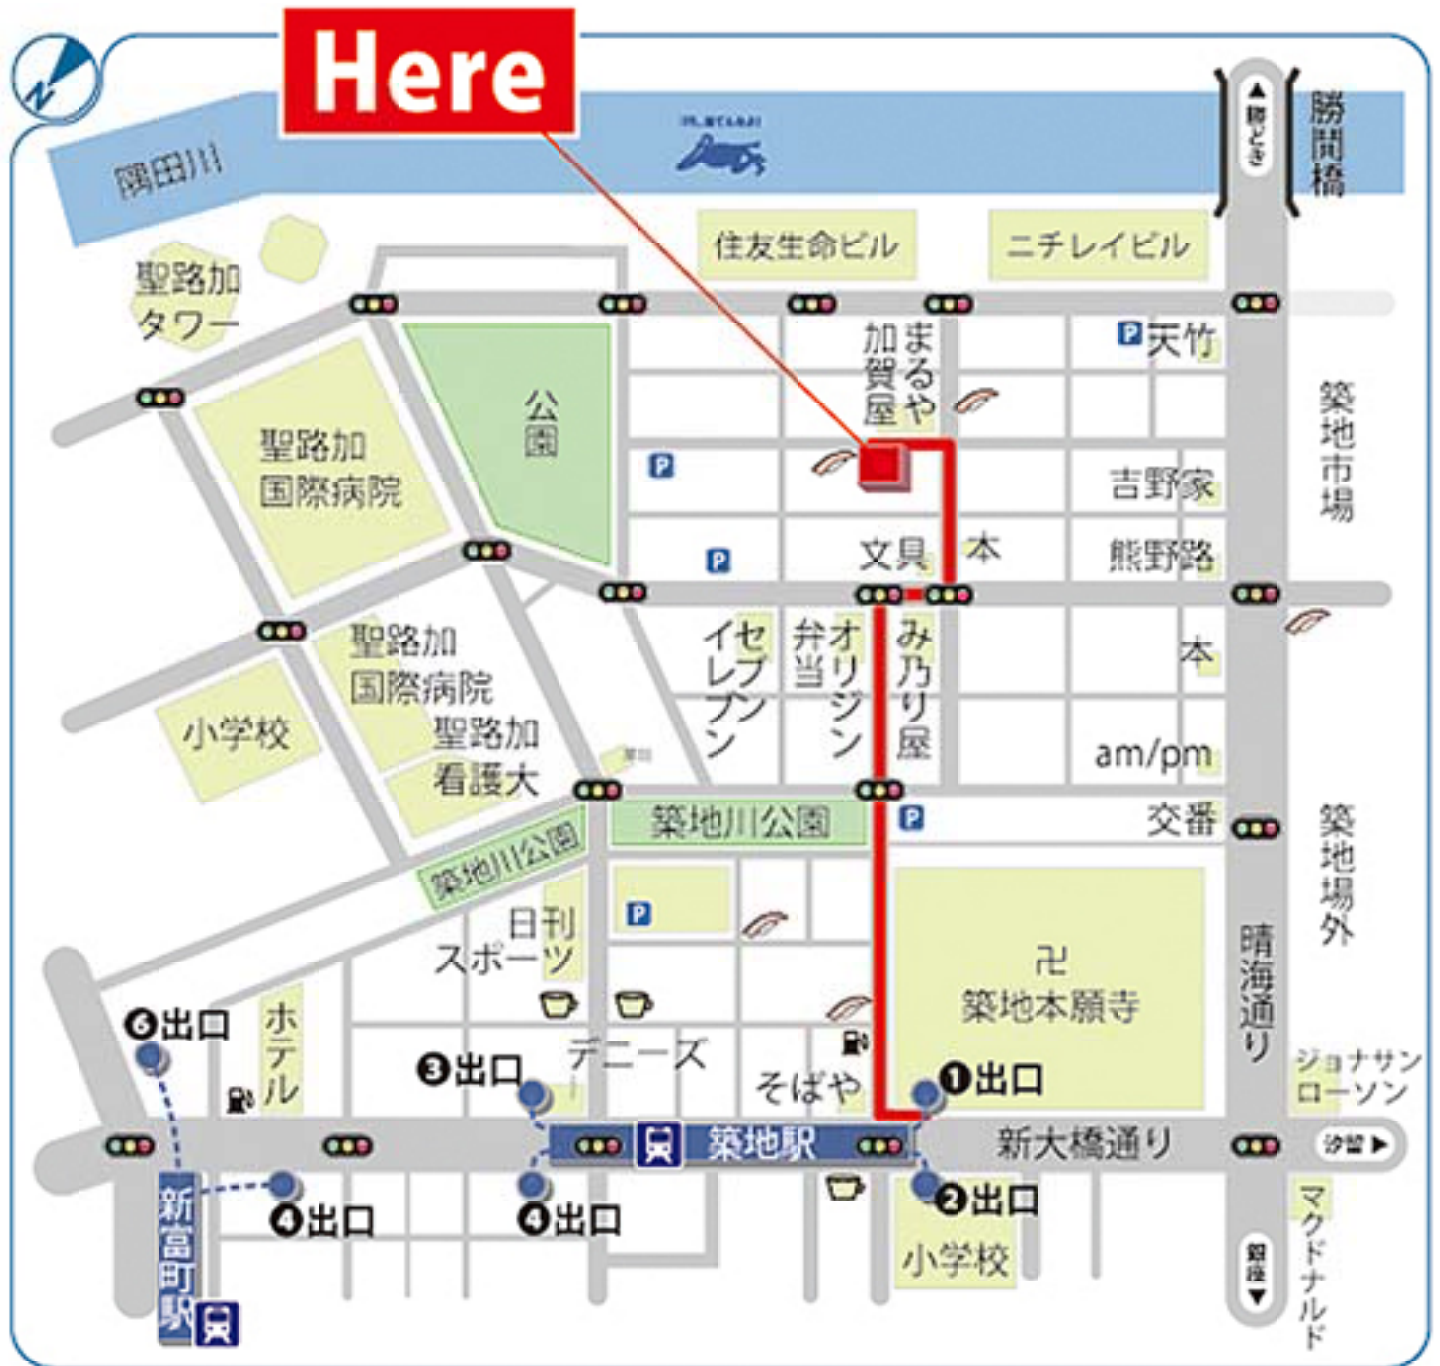 Here
N
隅田川
勝どき
勝鬨橋
住友生命ビル
ニチレイビル
聖路加
タワー
まるや
加賀屋
P
天竹
公園
築地市場
聖路加
国際病院
P
吉野家
P
文具
本
熊野路
聖路加
国際病院
セブン
イレブン
オリジン
弁当
み乃り屋
本
小学校
聖路加
看護大
am/pm
築地川公園
P
交番
築地川公園
築地場外
日刊
スポーツ
P
卍
築地本願寺
晴海通り
❻出口
ホテル
デニーズ
❸出口
そばや
❶出口
ジョナサン
ローソン
築地駅
新大橋通り
汐留
❹出口
❹出口
❷出口
新富町駅
小学校
銀座
マクドナルド